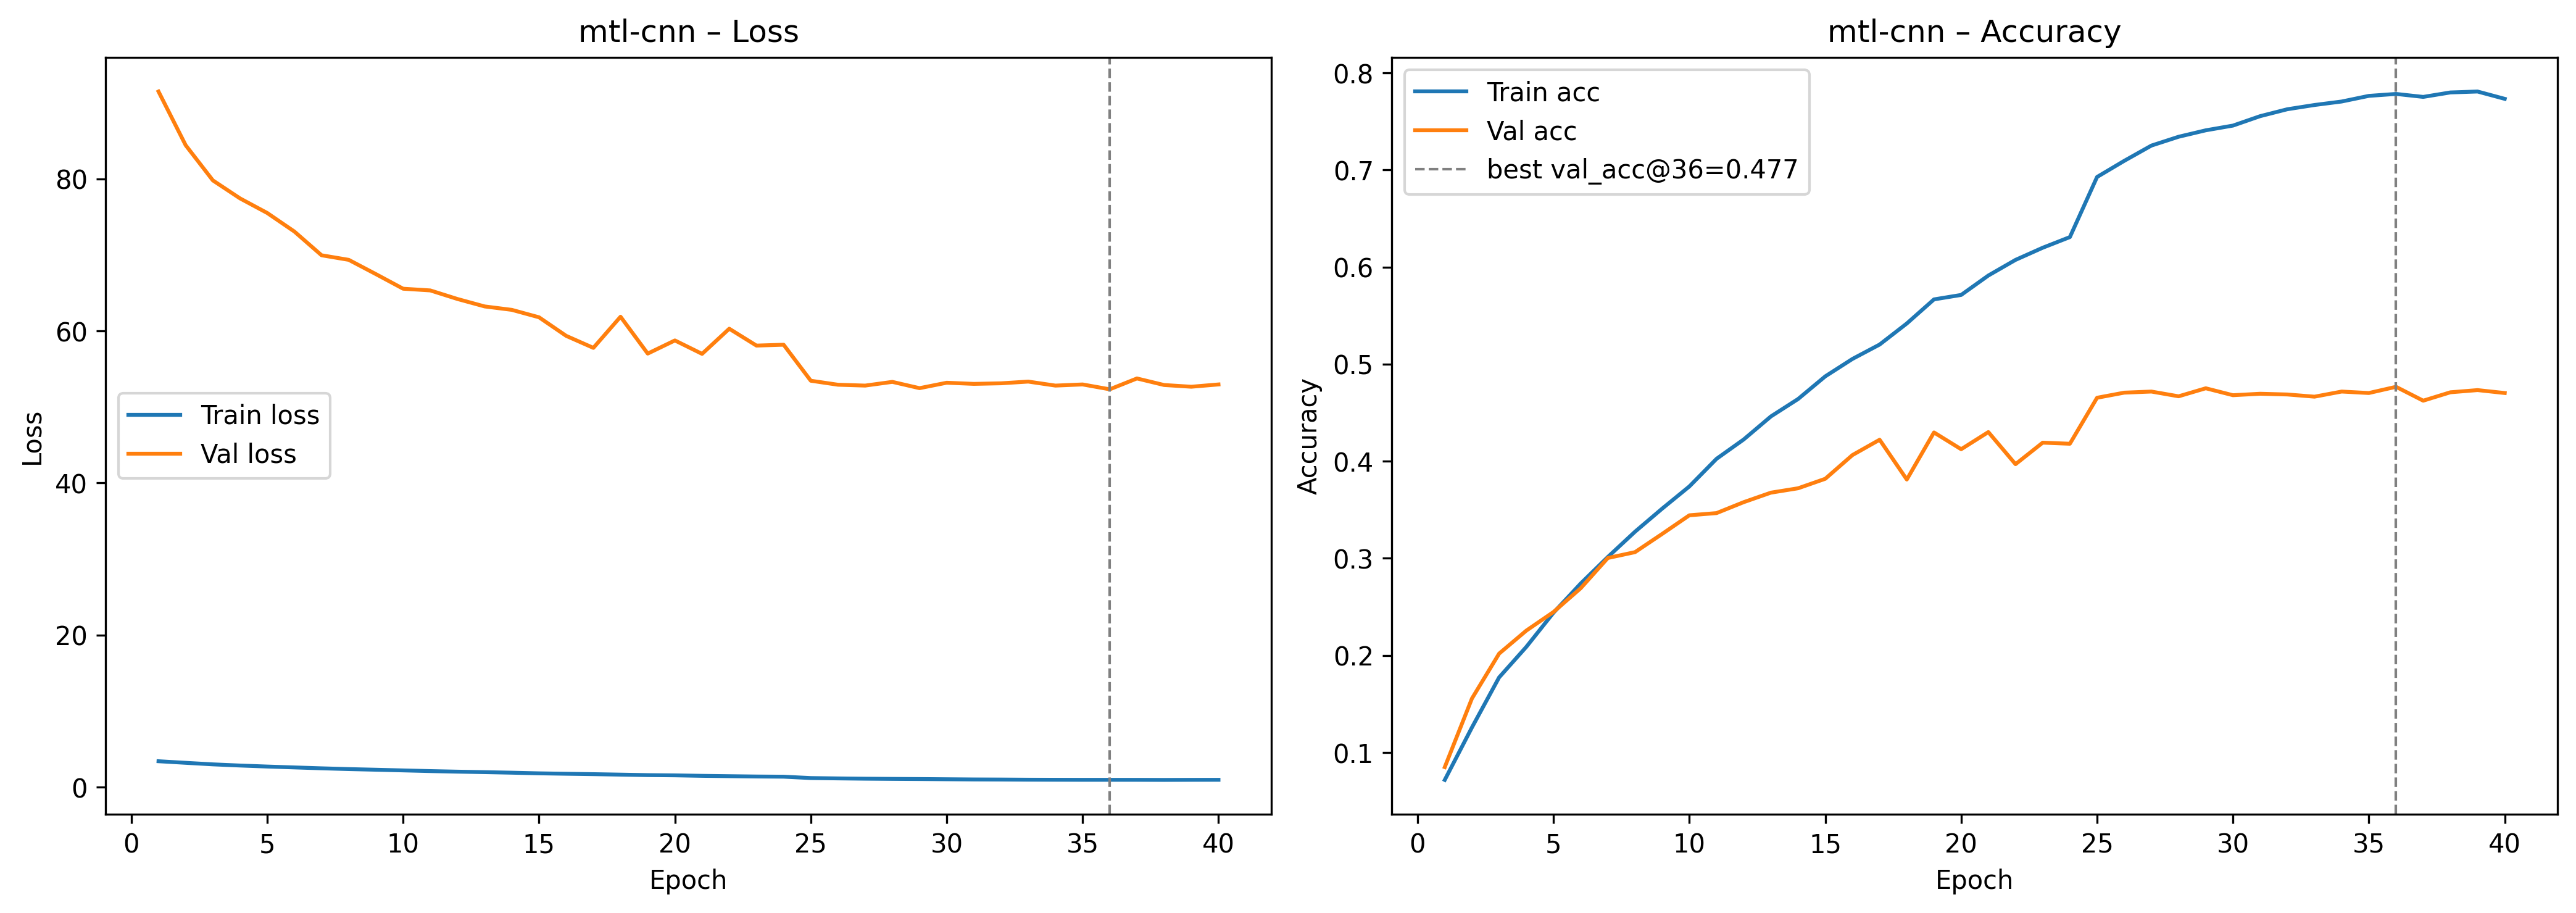 mtl-cnn – Loss
80
60
40
20
0
Loss
Train loss
Val loss
0 5 10 15 20 25 30 35 40
Epoch
mtl-cnn – Accuracy
0.8
0.7
0.6
0.5
0.4
0.3
0.2
0.1
Accuracy
Train acc
Val acc
best val_acc@36=0.477
0 5 10 15 20 25 30 35 40
Epoch